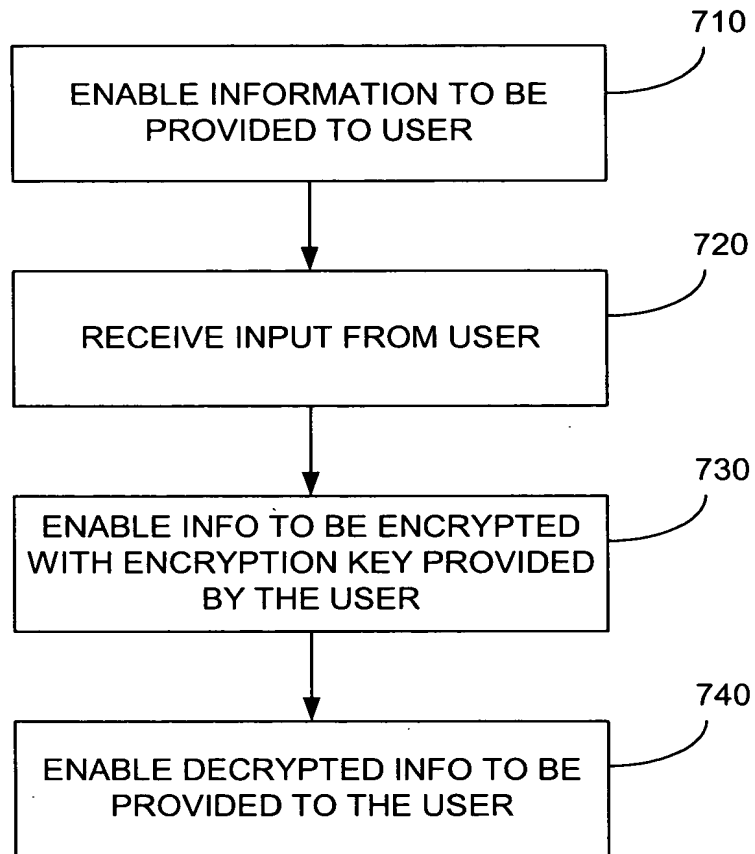 710
ENABLE INFORMATION TO BE
PROVIDED TO USER
720
RECEIVE INPUT FROM USER
730
ENABLE INFO TO BE ENCRYPTED
WITH ENCRYPTION KEY PROVIDED
BY THE USER
740
ENABLE DECRYPTED INFO TO BE
PROVIDED TO THE USER